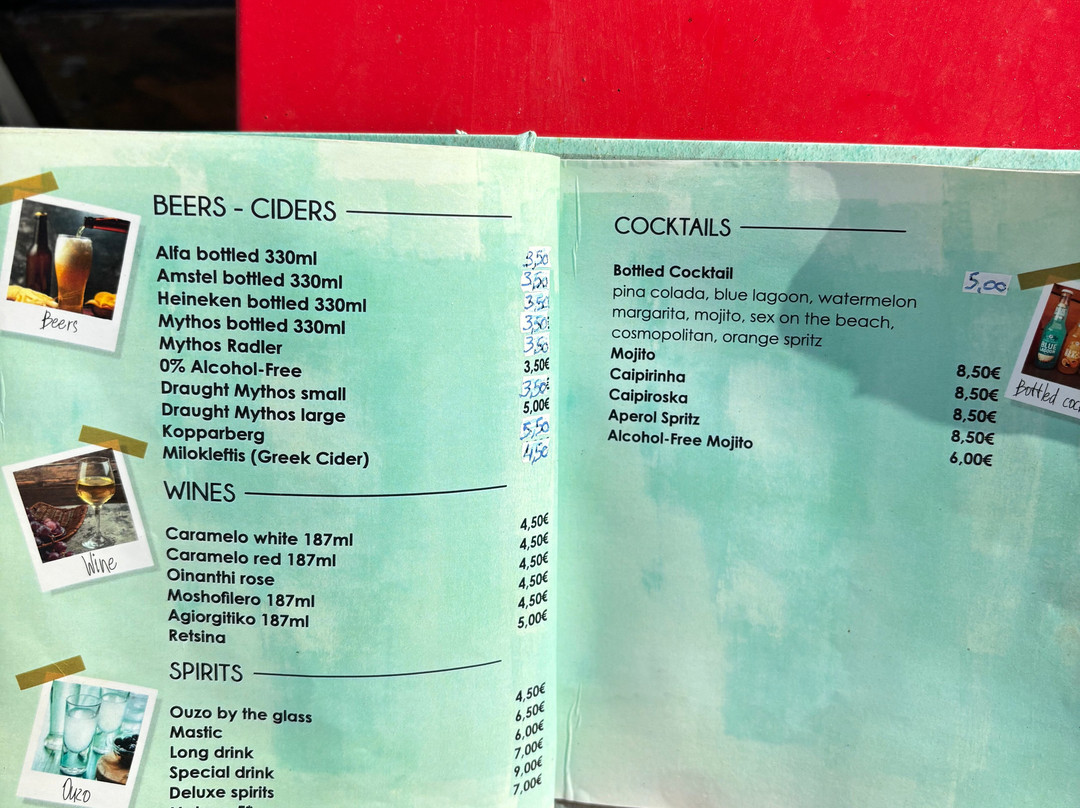 BEERS - CIDERS
Alfa bottled 330ml 3,50
Amstel bottled 330ml 3,50
Heineken bottled 330ml 3,50
Mythos bottled 330ml 3,50
Mythos Radler 3,50
0% Alcohol-Free 3,50€
Draught Mythos small 3,50
Draught Mythos large 5,00€
Kopparberg 5,50
Milokleftis (Greek Cider) 4,50
Beers
WINES
Caramelo white 187ml 4,50€
Caramelo red 187ml 4,50€
Oinanthi rose 4,50€
Moshofilero 187ml 4,50€
Agiorgitiko 187ml 4,50€
Retsina 5,00€
Wine
SPIRITS
Ouzo by the glass 4,50€
Mastic 6,50€
Long drink 6,00€
Special drink 7,00€
Deluxe spirits 9,00€
7,00€
Ouzo
COCKTAILS
Bottled Cocktail 5,00
pina colada, blue lagoon, watermelon
margarita, mojito, sex on the beach,
cosmopolitan, orange spritz
Mojito 8,50€
Caipirinha 8,50€
Caipiroska 8,50€
Aperol Spritz 8,50€
Alcohol-Free Mojito 6,00€
BLUE
Bottled